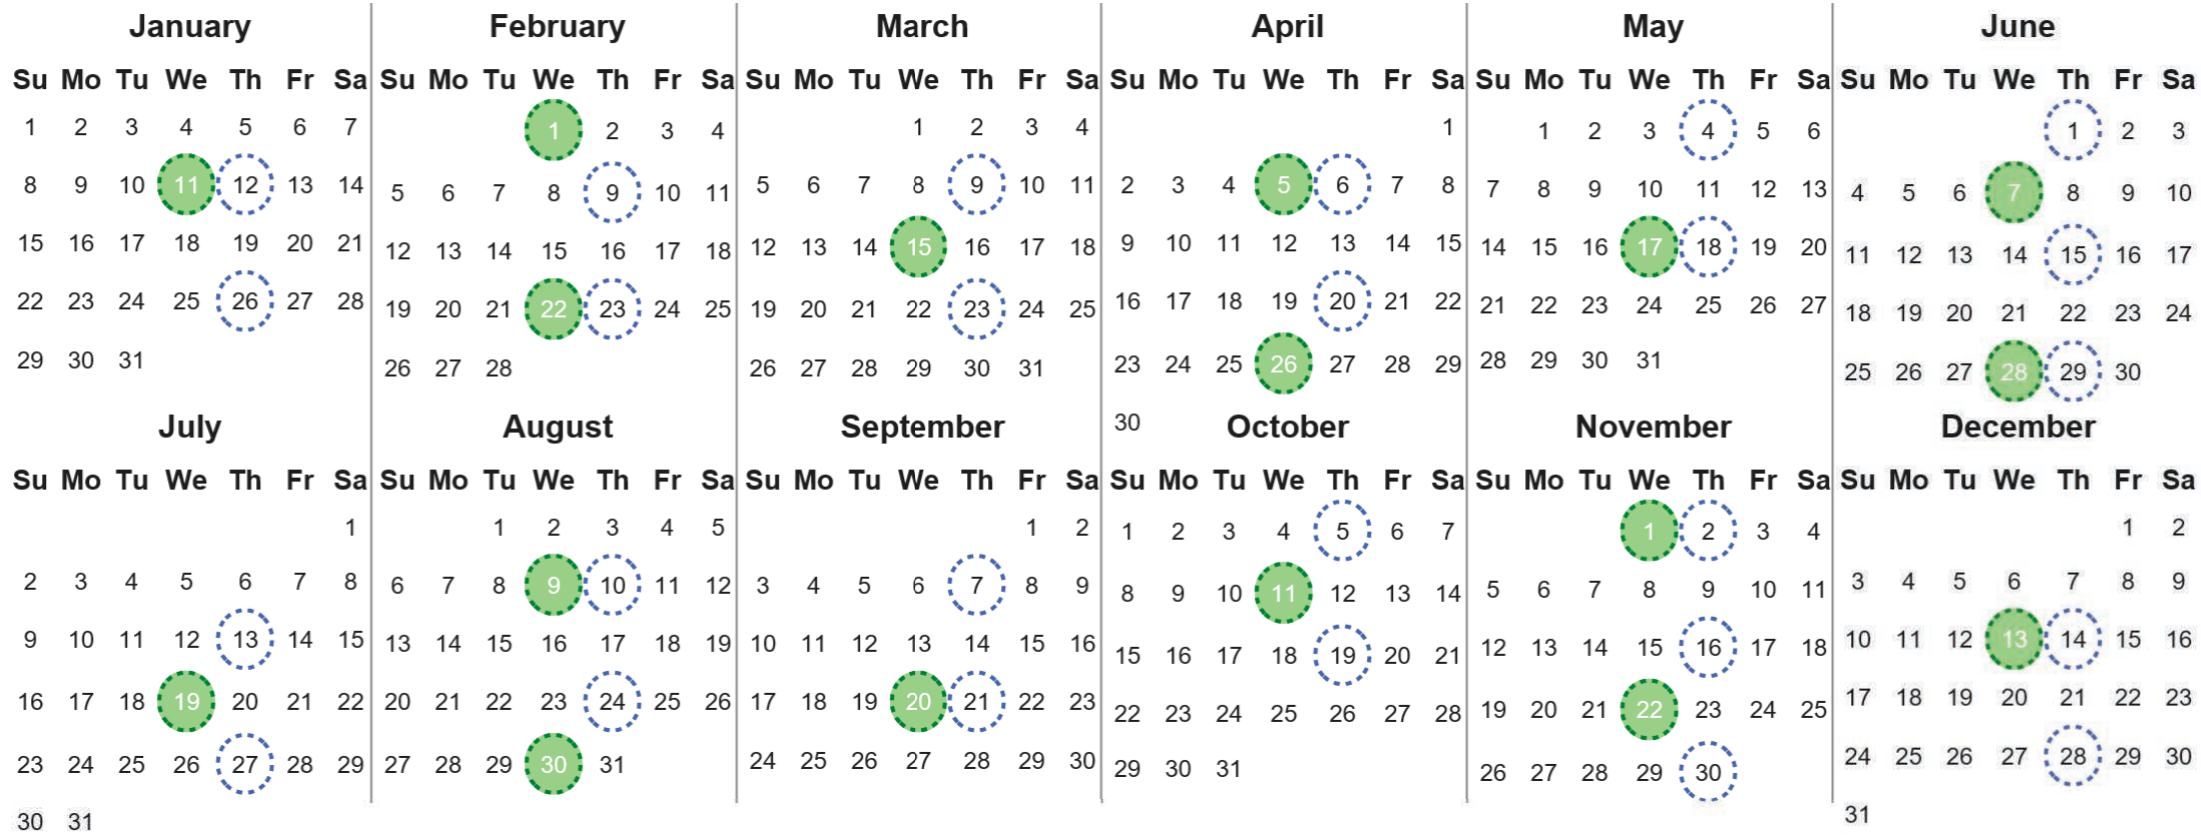 January
Su Mo Tu We Th Fr Sa
1 2 3 4 5 6 7
8 9 10 11 12 13 14
15 16 17 18 19 20 21
22 23 24 25 26 27 28
29 30 31
February
Su Mo Tu We Th Fr Sa
1 2 3 4
5 6 7 8 9 10 11
12 13 14 15 16 17 18
19 20 21 22 23 24 25
26 27 28
March
Su Mo Tu We Th Fr Sa
1 2 3 4
5 6 7 8 9 10 11
12 13 14 15 16 17 18
19 20 21 22 23 24 25
26 27 28 29 30 31
April
Su Mo Tu We Th Fr Sa
1
2 3 4 5 6 7 8
9 10 11 12 13 14 15
16 17 18 19 20 21 22
23 24 25 26 27 28 29
30
May
Su Mo Tu We Th Fr Sa
1 2 3 4 5 6
7 8 9 10 11 12 13
14 15 16 17 18 19 20
21 22 23 24 25 26 27
28 29 30 31
June
Su Mo Tu We Th Fr Sa
1 2 3
4 5 6 7 8 9 10
11 12 13 14 15 16 17
18 19 20 21 22 23 24
25 26 27 28 29 30
July
Su Mo Tu We Th Fr Sa
1
2 3 4 5 6 7 8
9 10 11 12 13 14 15
16 17 18 19 20 21 22
23 24 25 26 27 28 29
30 31
August
Su Mo Tu We Th Fr Sa
1 2 3 4 5
6 7 8 9 10 11 12
13 14 15 16 17 18 19
20 21 22 23 24 25 26
27 28 29 30 31
September
Su Mo Tu We Th Fr Sa
1 2
3 4 5 6 7 8 9
10 11 12 13 14 15 16
17 18 19 20 21 22 23
24 25 26 27 28 29 30
October
Su Mo Tu We Th Fr Sa
1 2 3 4 5 6 7
8 9 10 11 12 13 14
15 16 17 18 19 20 21
22 23 24 25 26 27 28
29 30 31
November
Su Mo Tu We Th Fr Sa
1 2 3 4
5 6 7 8 9 10 11
12 13 14 15 16 17 18
19 20 21 22 23 24 25
26 27 28 29 30
December
Su Mo Tu We Th Fr Sa
1 2
3 4 5 6 7 8 9
10 11 12 13 14 15 16
17 18 19 20 21 22 23
24 25 26 27 28 29 30
31